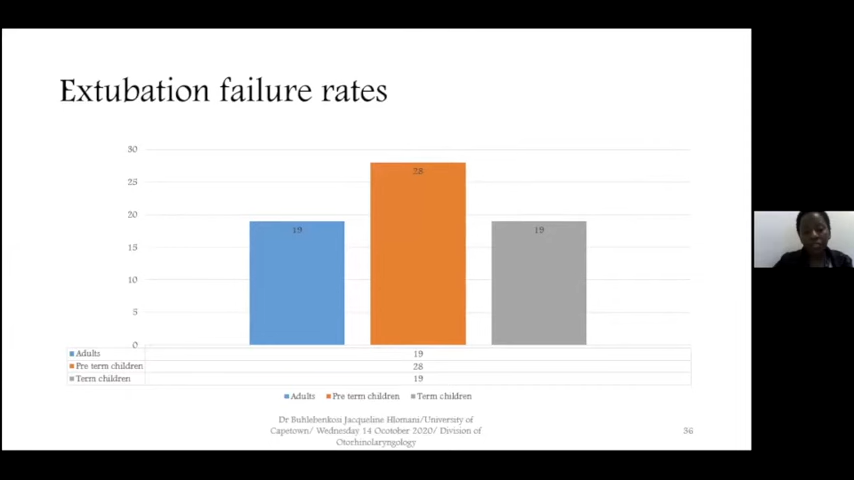 Extubation failure rates
30
25
20
15
10
5
0
19
28
19
Adults 19
Pre term children 28
Term children 19
Adults Pre term children Term children
Dr Buhlebenkosi Jacqueline Hlomani/University of
Capetown/ Wednesday 14 Ocotober 2020/ Division of
Otorhinolaryngology
36